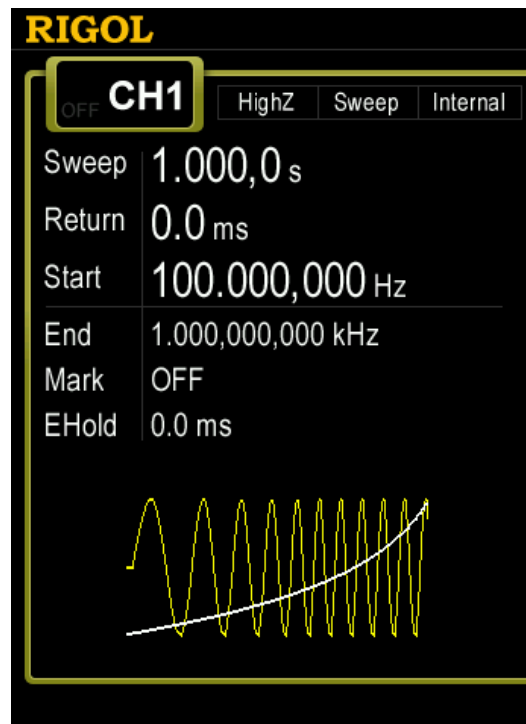 RIGOL
OFF CH1 HighZ Sweep Internal
Sweep 1.000,0 s
Return 0.0 ms
Start 100.000,000 Hz
End 1.000,000,000 kHz
Mark OFF
EHold 0.0 ms